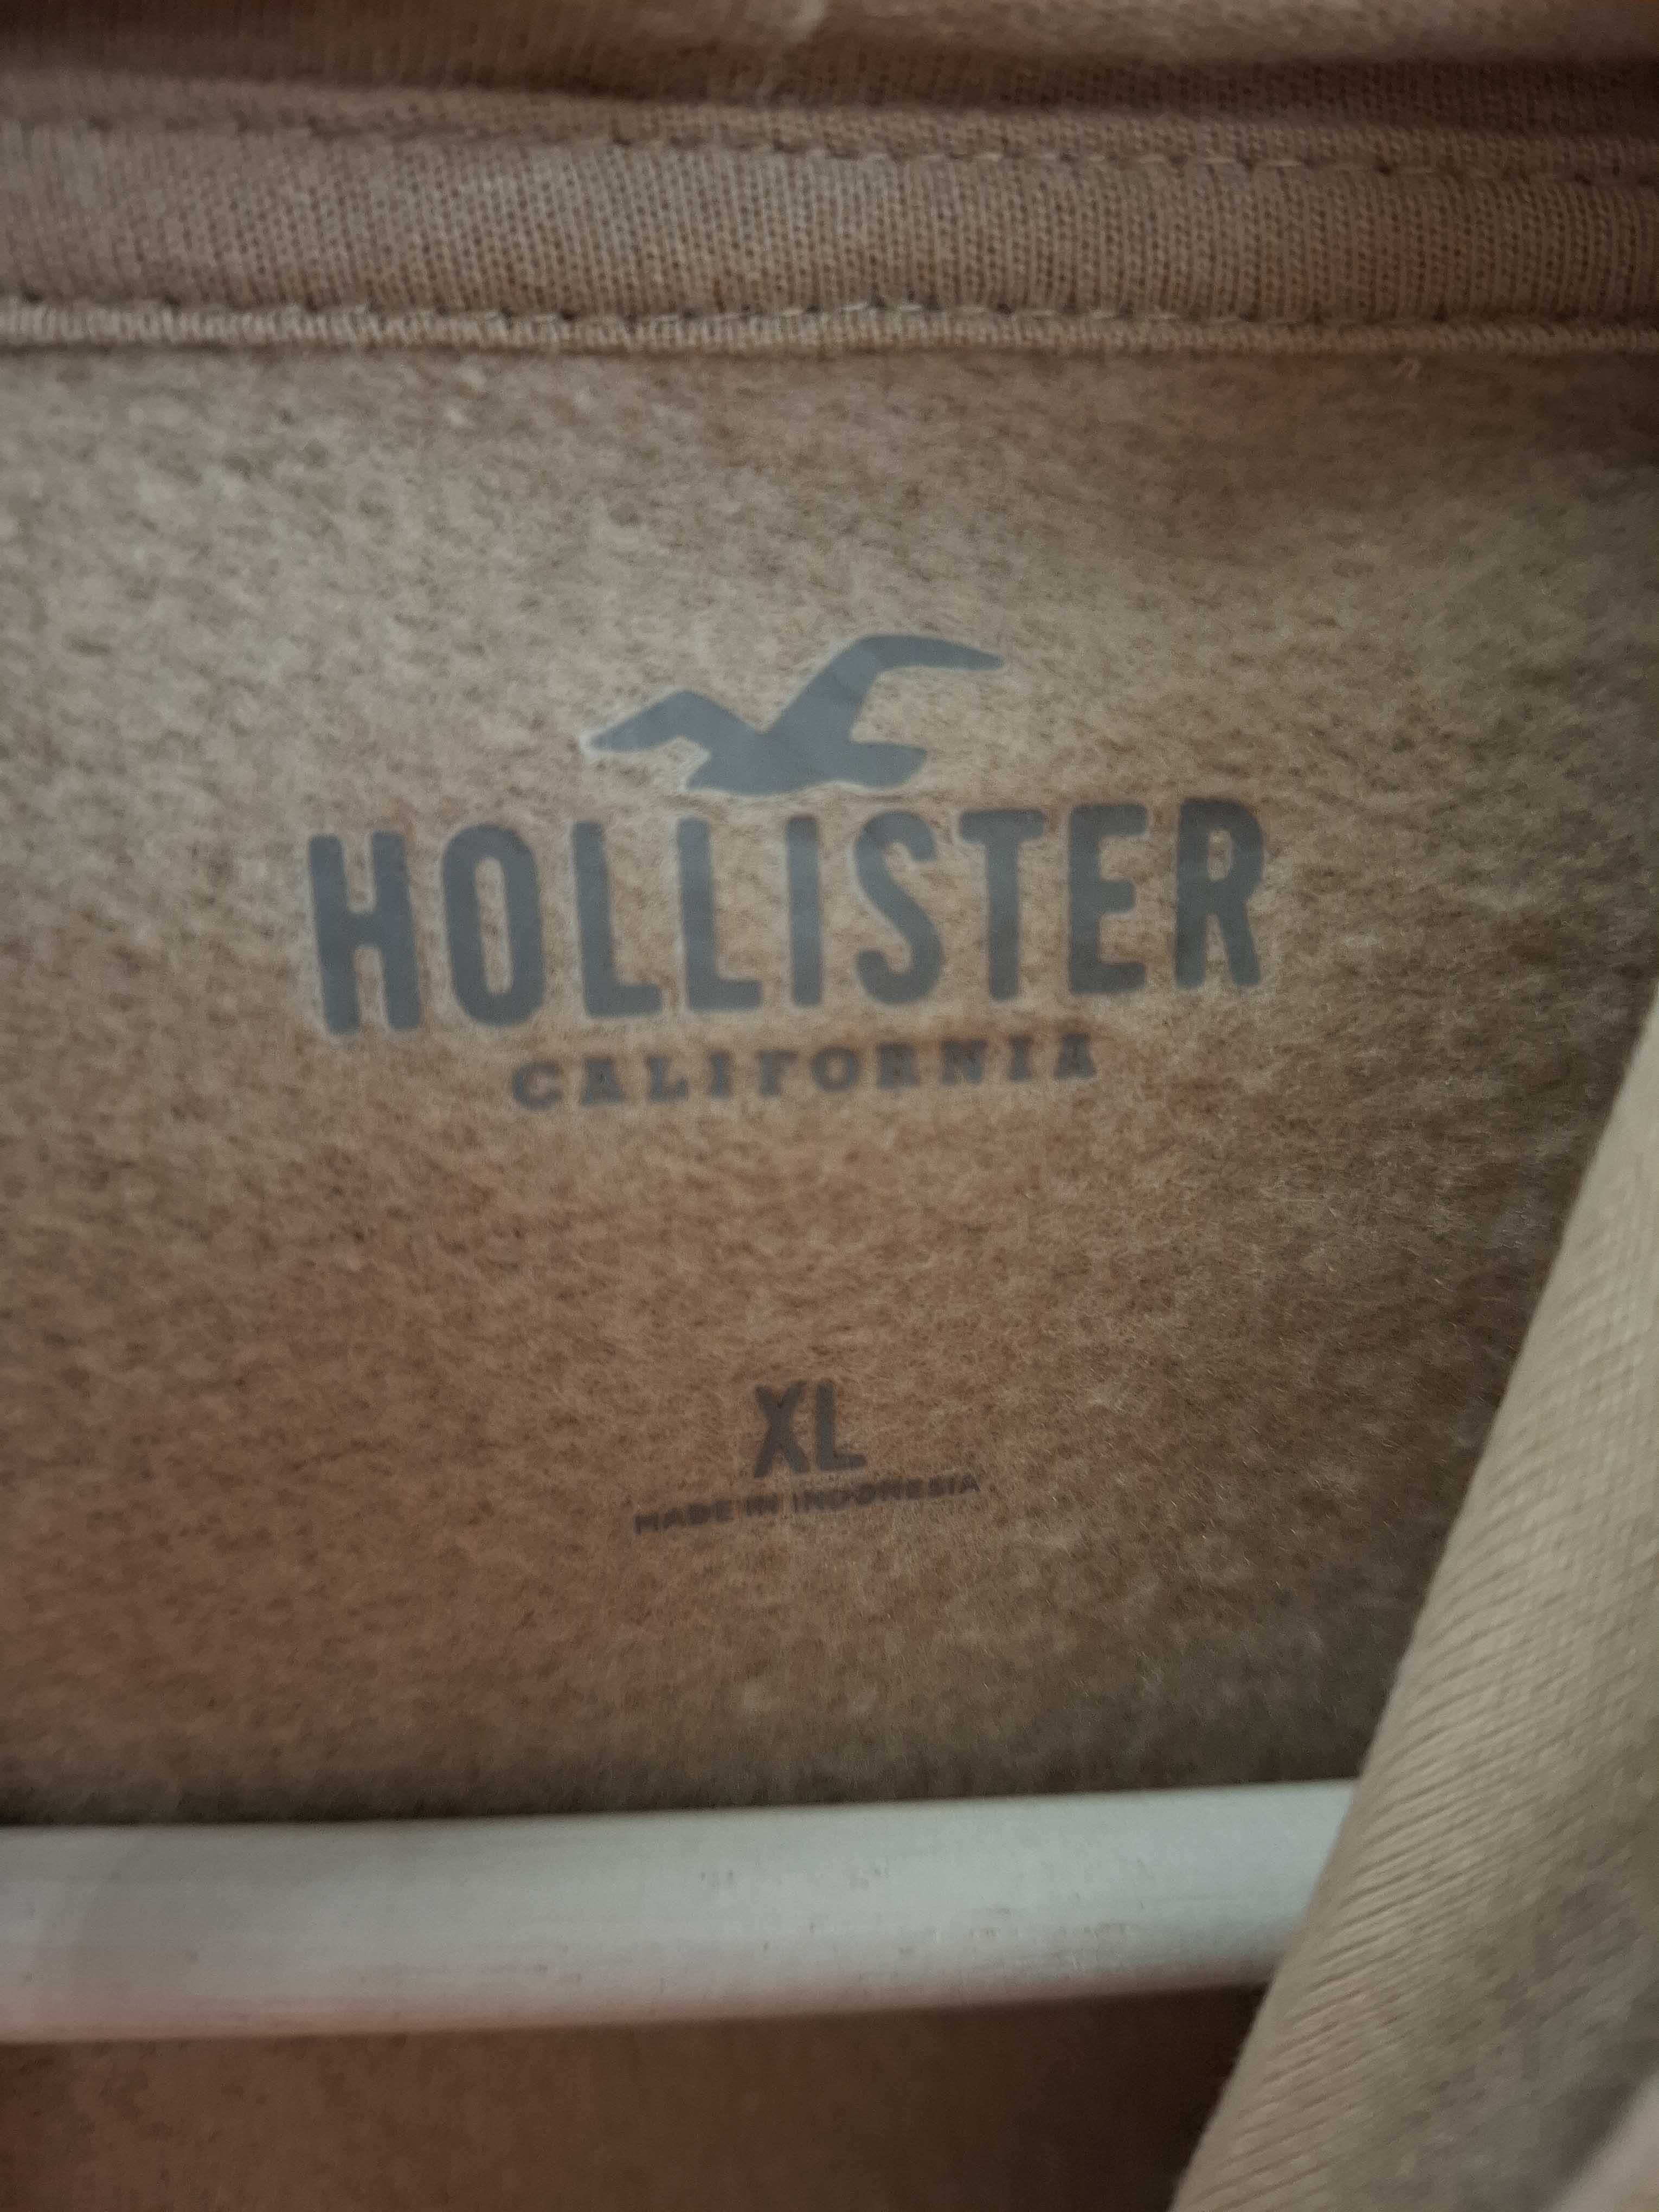 HOLLISTER
CALIFORNIA
XL
MADE IN INDONESIA